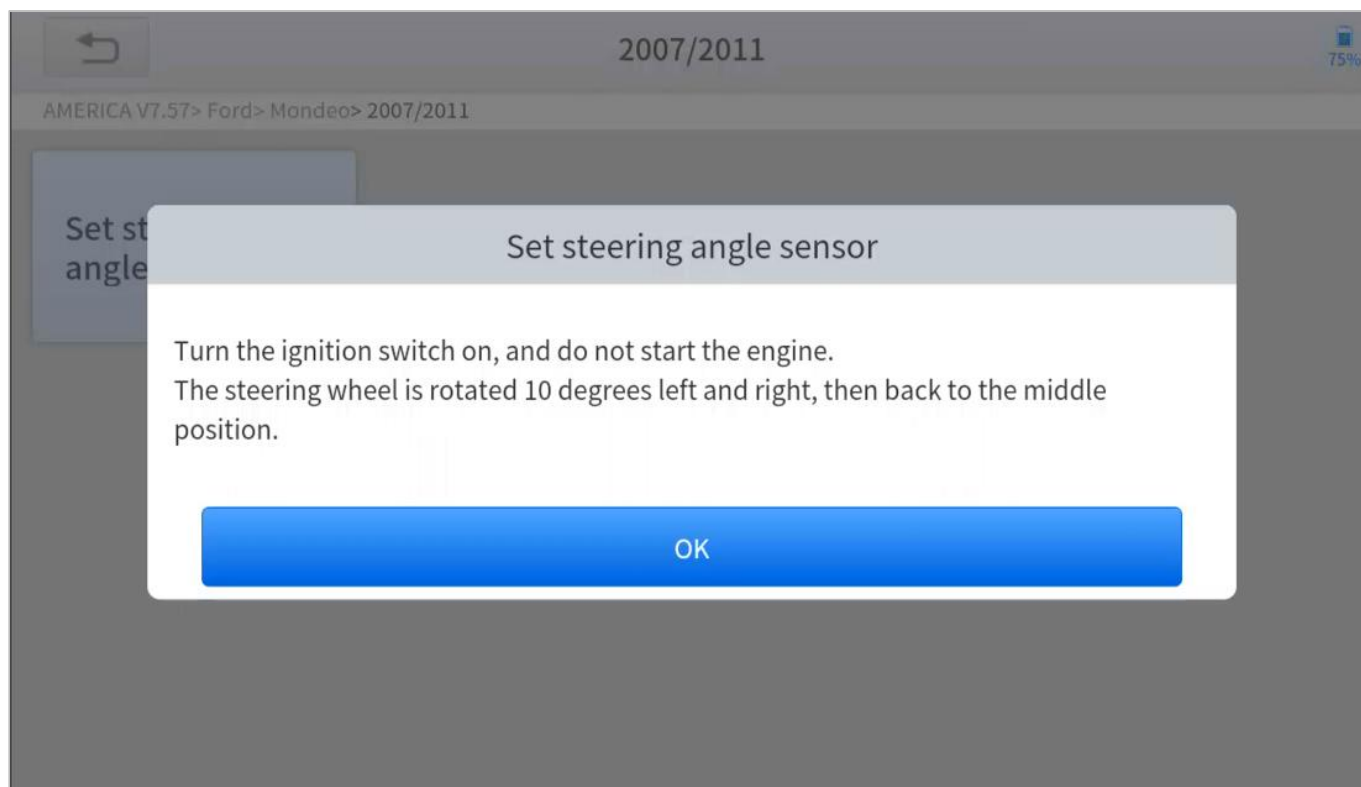 2007/2011
75%
AMERICA V7.57> Ford> Mondeo> 2007/2011
Set st
angle
Set steering angle sensor
Turn the ignition switch on, and do not start the engine.
The steering wheel is rotated 10 degrees left and right, then back to the middle
position.
OK